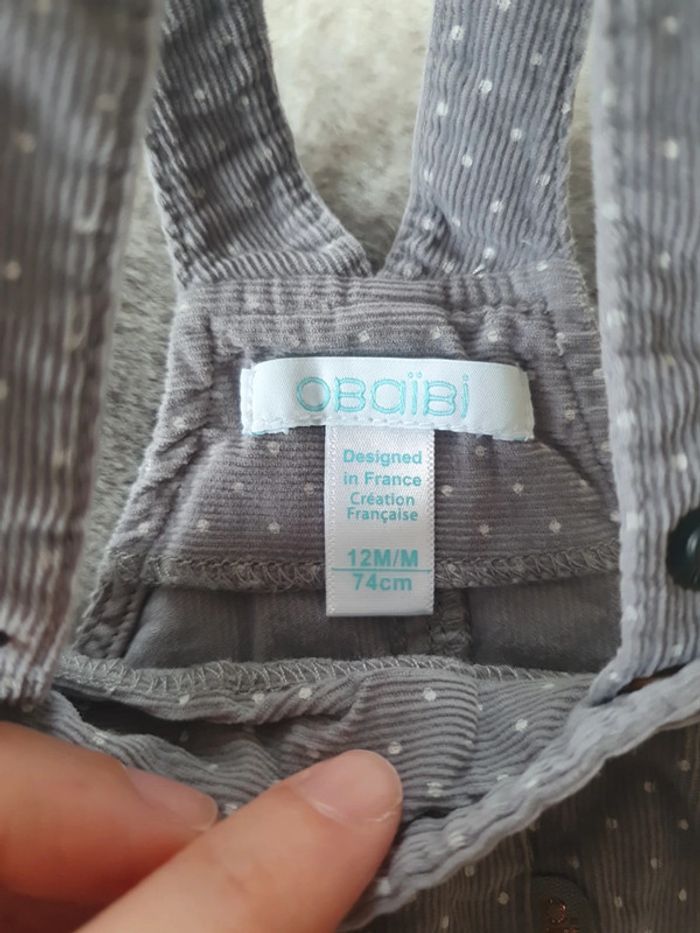 OBaïBi
Designed
in France
Création
Française
12M/M
74cm